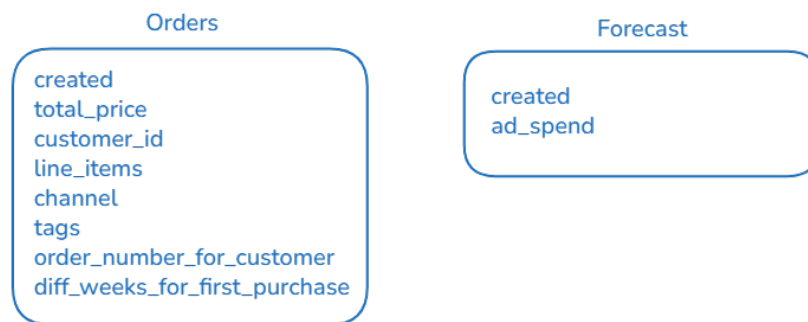 Orders
created
total_price
customer_id
line_items
channel
tags
order_number_for_customer
diff_weeks_for_first_purchase
Forecast
created
ad_spend